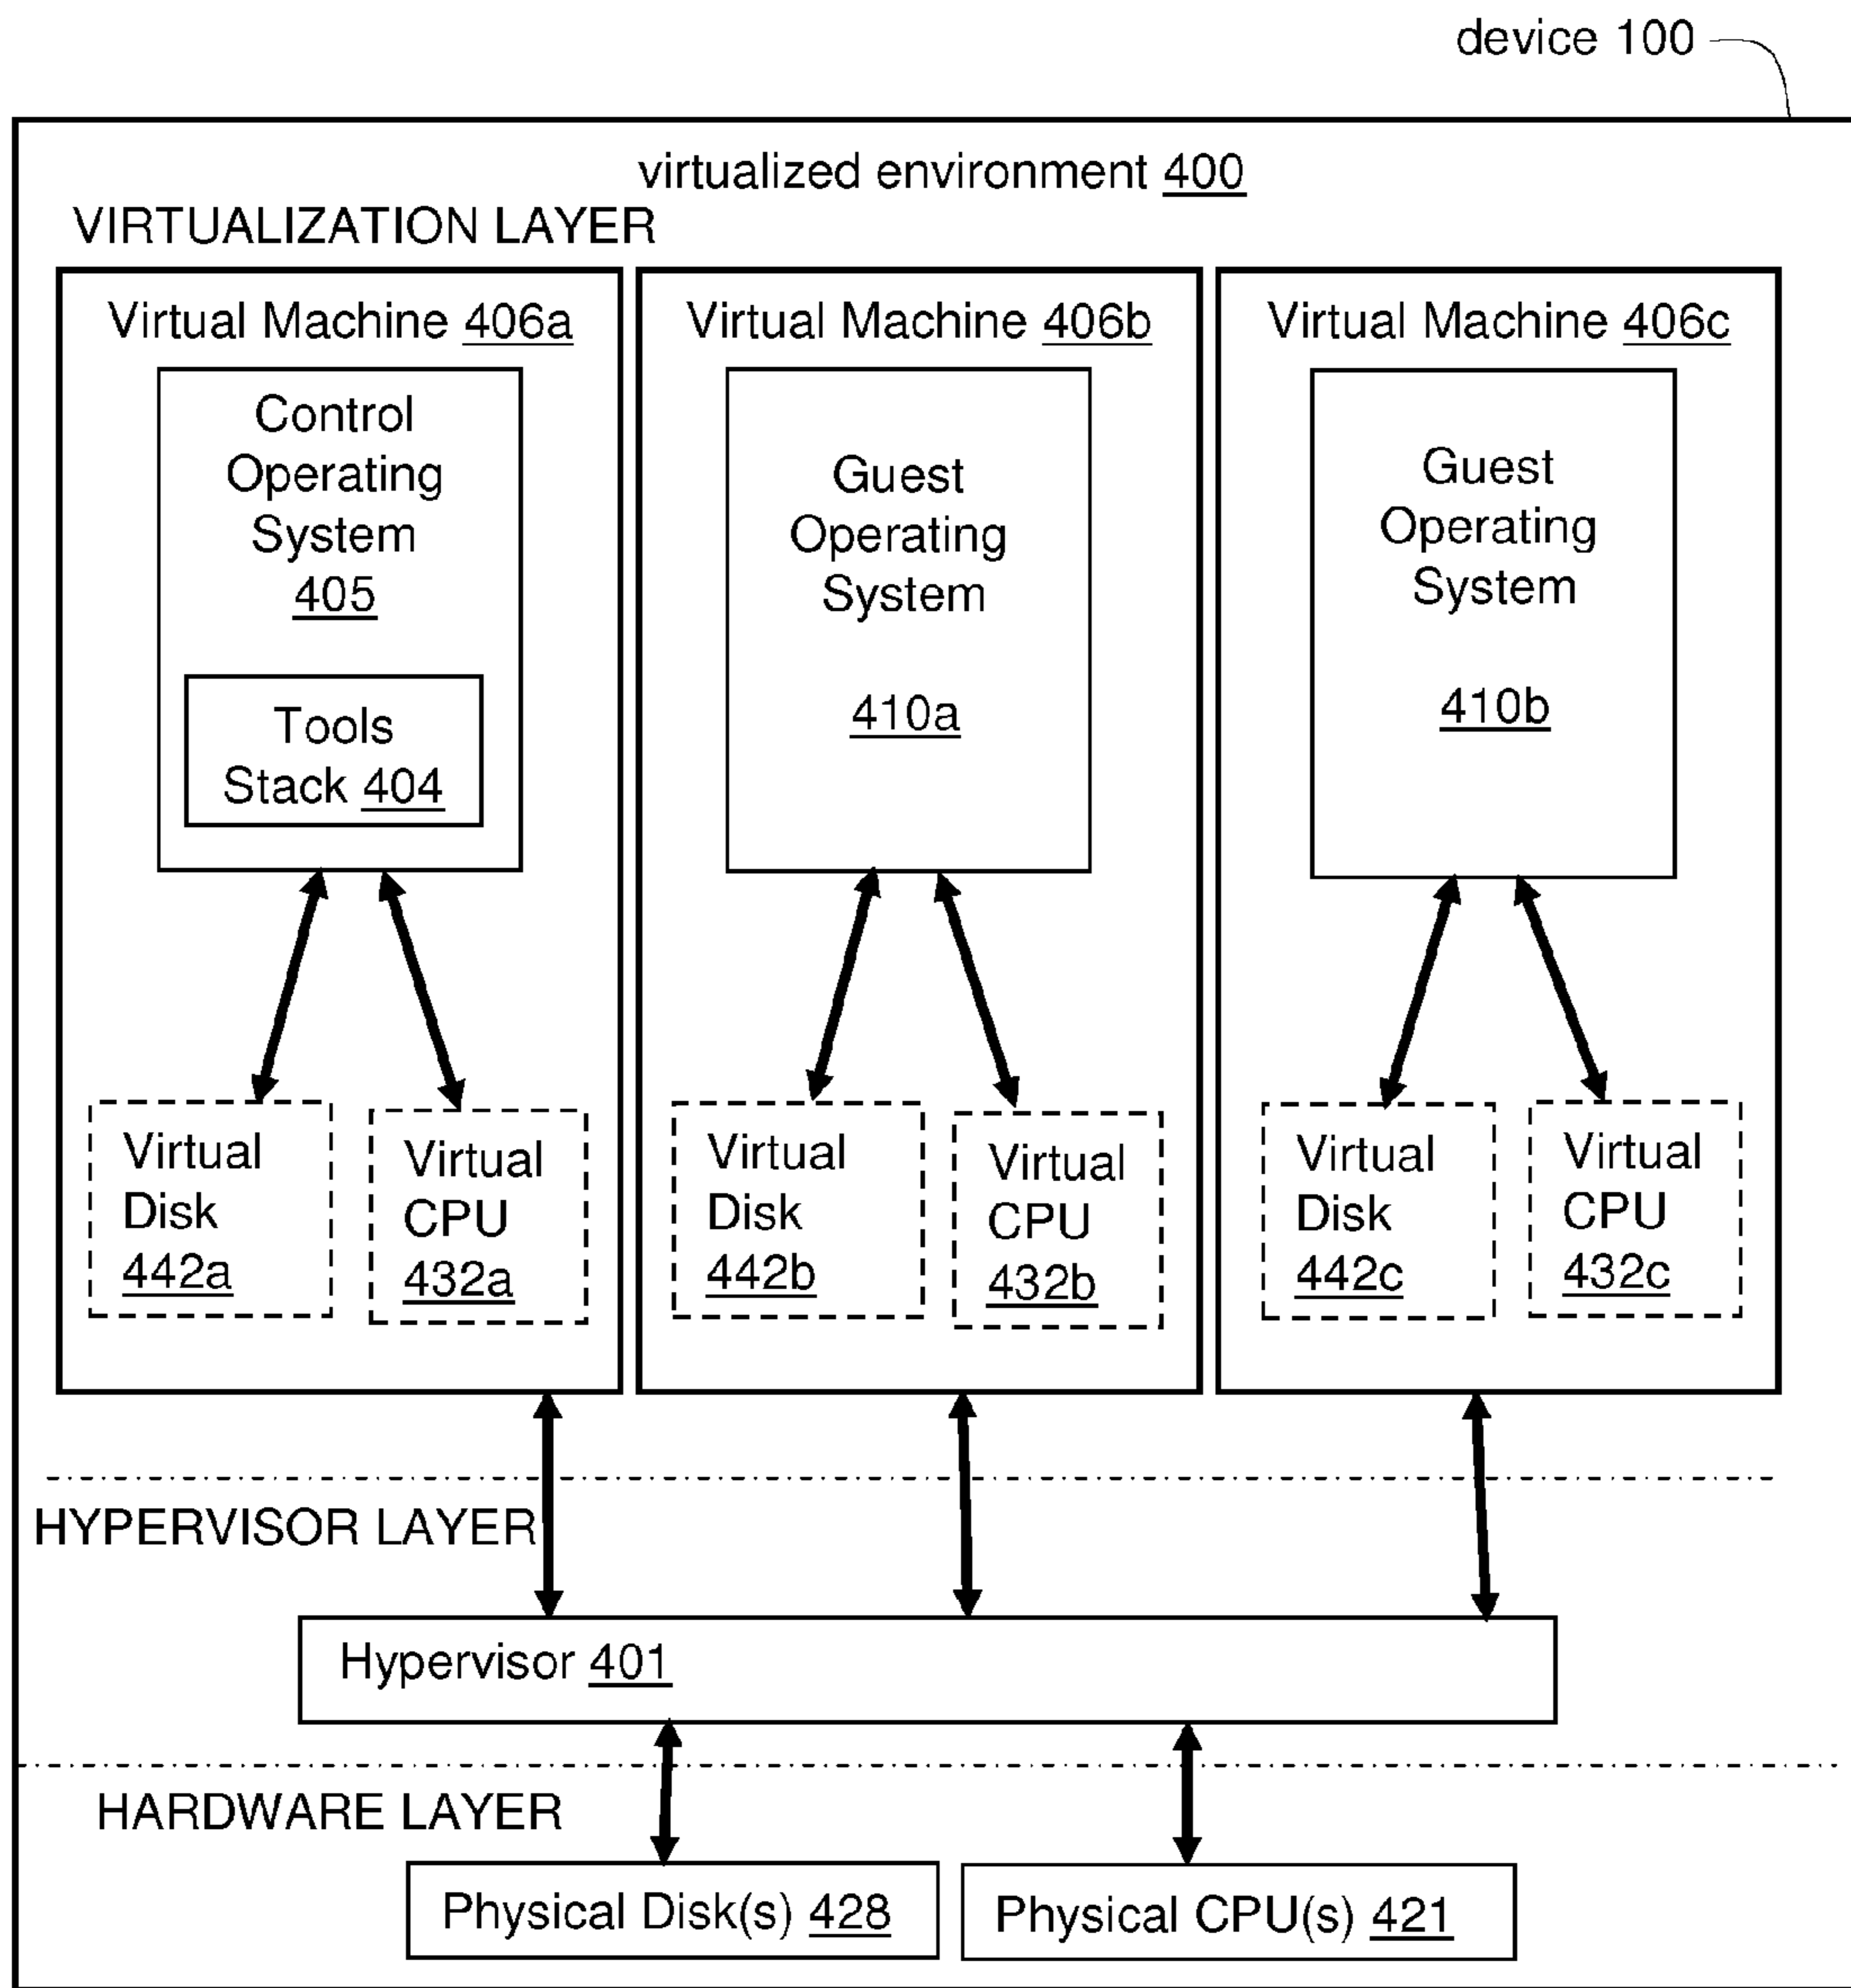 device 100
virtualized environment 400
VIRTUALIZATION LAYER
Virtual Machine 406a
Control
Operating
System
405
Tools
Stack 404
Virtual
Disk
442a
Virtual
CPU
432a
Virtual Machine 406b
Guest
Operating
System
410a
Virtual
Disk
442b
Virtual
CPU
432b
Virtual Machine 406c
Guest
Operating
System
410b
Virtual
Disk
442c
Virtual
CPU
432c
HYPERVISOR LAYER
Hypervisor 401
HARDWARE LAYER
Physical Disk(s) 428
Physical CPU(s) 421